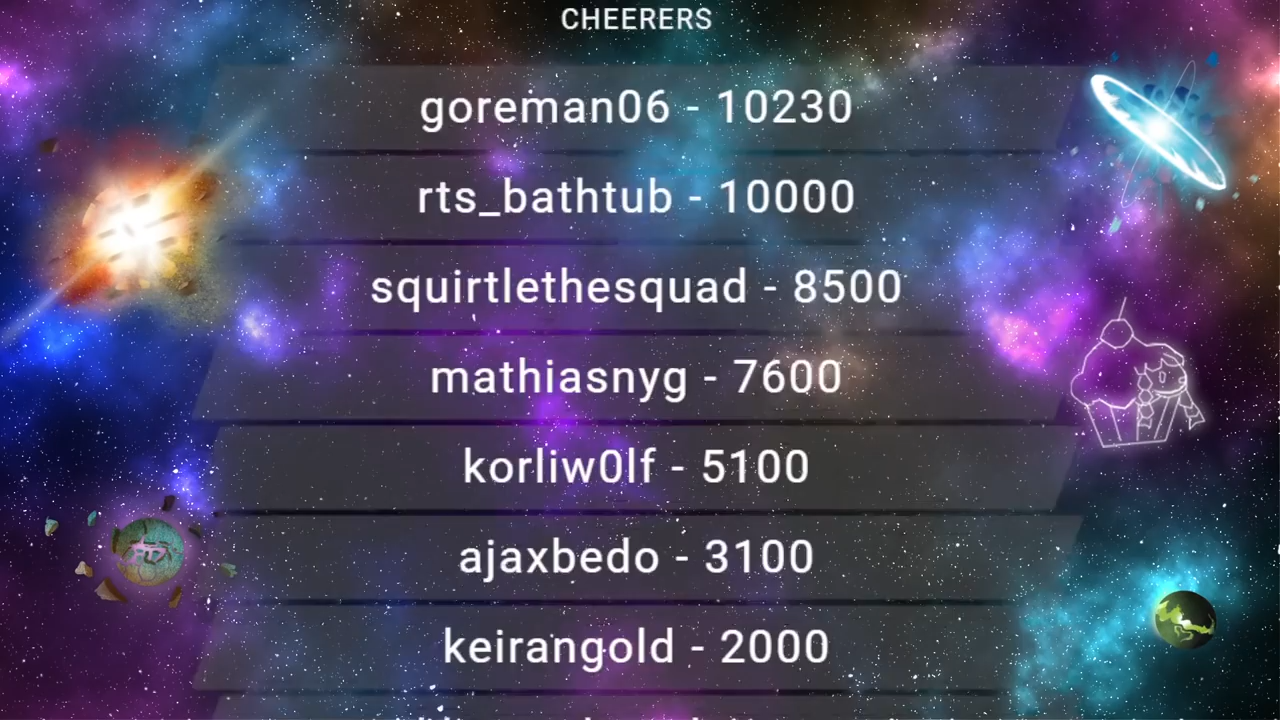 CHEERERS
goreman06 - 10230
rts_bathtub - 10000
squirtlethesquad - 8500
mathiasnyg - 7600
korliw0lf - 5100
ajaxbedo - 3100
keirangold - 2000